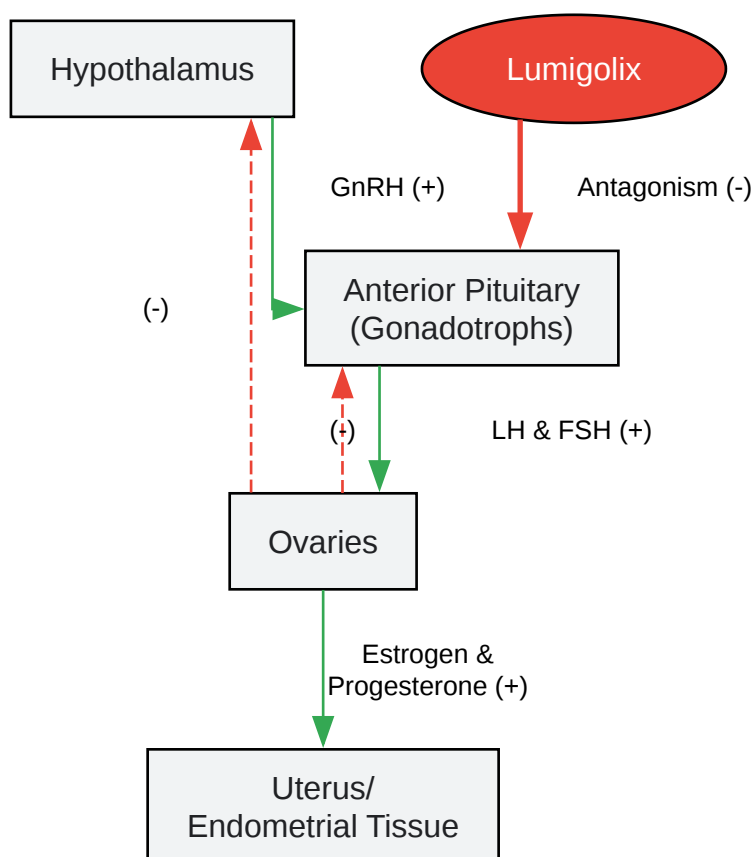 Hypothalamus
Lumigolix
GnRH (+)
Antagonism (-)
Anterior Pituitary
(Gonadotrophs)
(-)
(-)
LH & FSH (+)
Ovaries
Estrogen &
Progesterone (+)
Uterus/
Endometrial Tissue